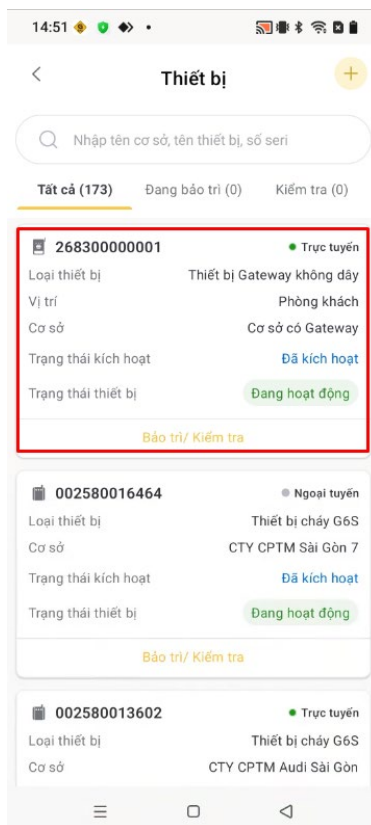 14:51
Thiết bị
Nhập tên cơ sở, tên thiết bị, số seri
Tất cả (173) Đang bảo trì (0) Kiểm tra (0)
268300000001 Trực tuyến
Loại thiết bị Thiết bị Gateway không dây
Vị trí Phòng khách
Cơ sở Cơ sở có Gateway
Trạng thái kích hoạt Đã kích hoạt
Trạng thái thiết bị Đang hoạt động
Bảo trì/ Kiểm tra
002580016464 Ngoại tuyến
Loại thiết bị Thiết bị cháy G6S
Cơ sở CTY CPTM Sài Gòn 7
Trạng thái kích hoạt Đã kích hoạt
Trạng thái thiết bị Đang hoạt động
Bảo trì/ Kiểm tra
002580013602 Trực tuyến
Loại thiết bị Thiết bị cháy G6S
Cơ sở CTY CPTM Audi Sài Gòn